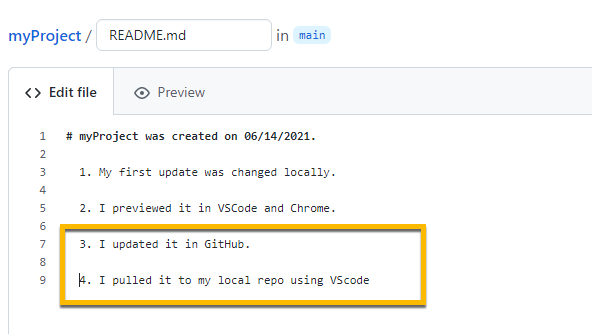 myProject / README.md in main
Edit file Preview
1 # myProject was created on 06/14/2021.
2
3 1. My first update was changed locally.
4
5 2. I previewed it in VSCode and Chrome.
6
7 3. I updated it in GitHub.
8
9 4. I pulled it to my local repo using VScode